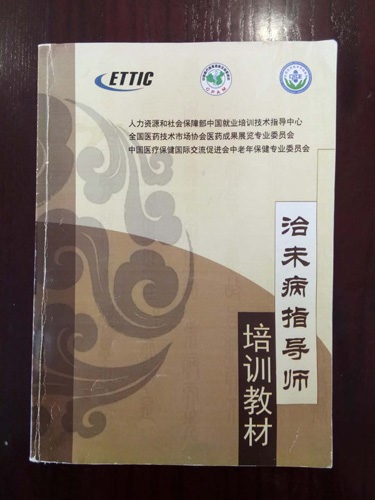 ETTIC
人力资源和社会保障部中国就业培训技术指导中心
全国医药技术市场协会医药成果展览专业委员会
中国医疗保健国际交流促进会中老年保健专业委员会
治未病指导师
培训教材